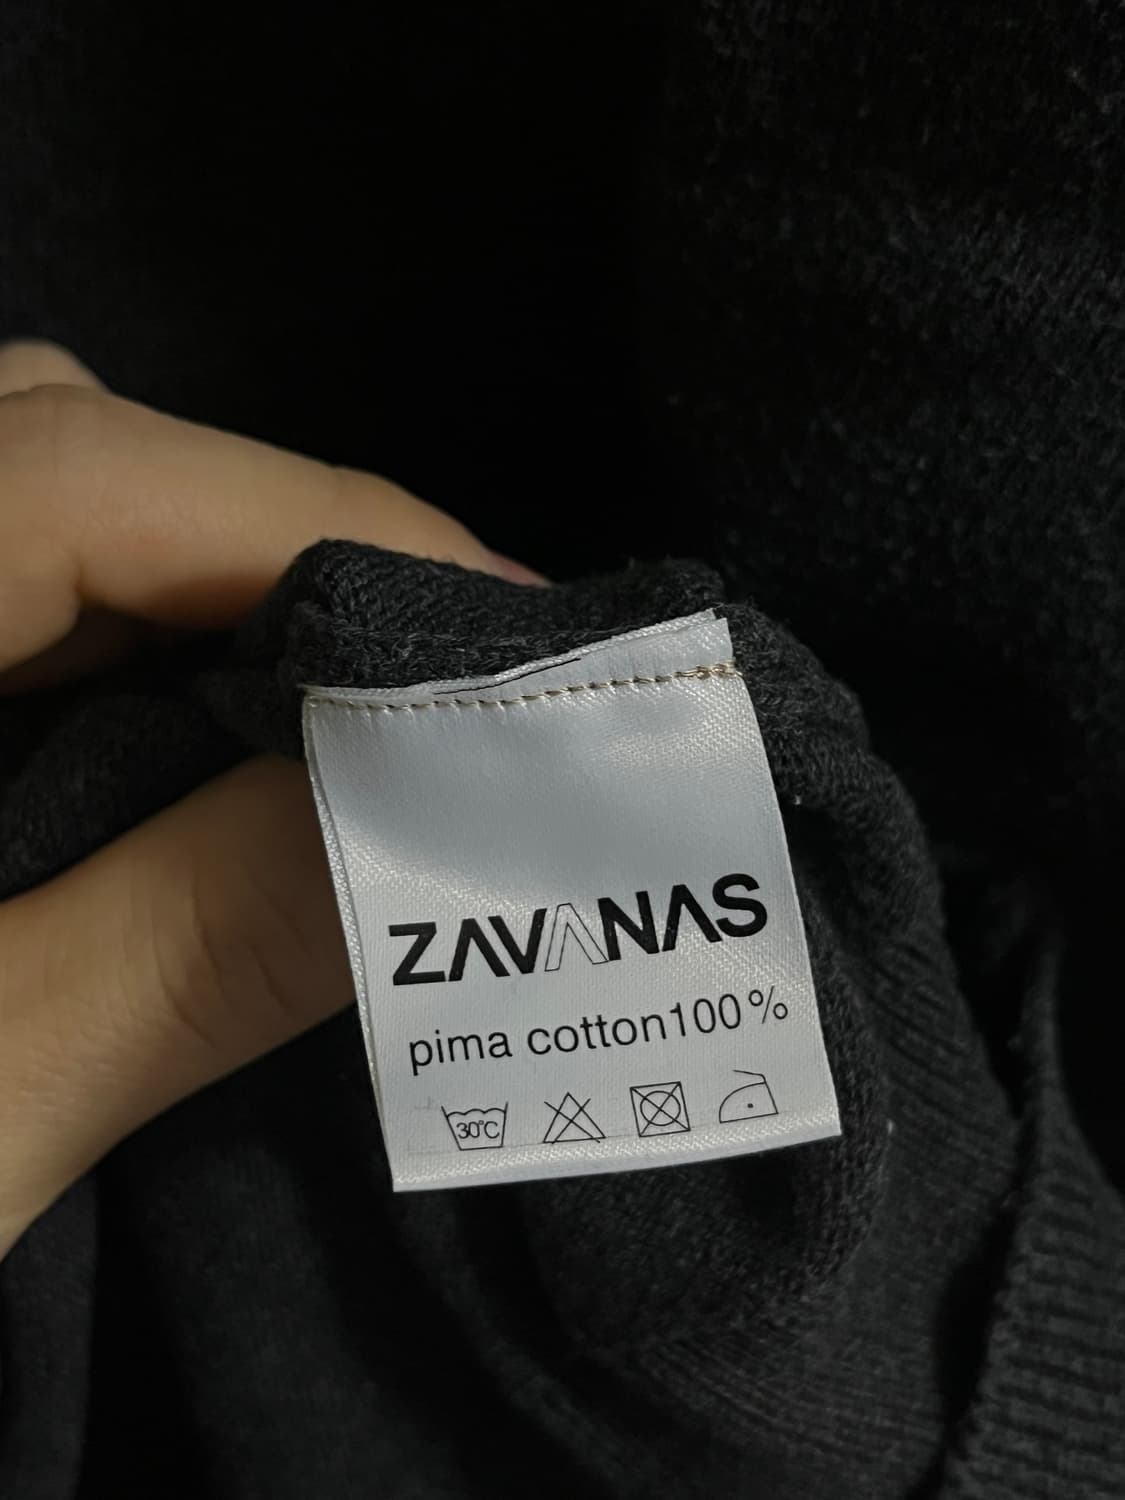 ZAVANAS
pima cotton100%
30°C